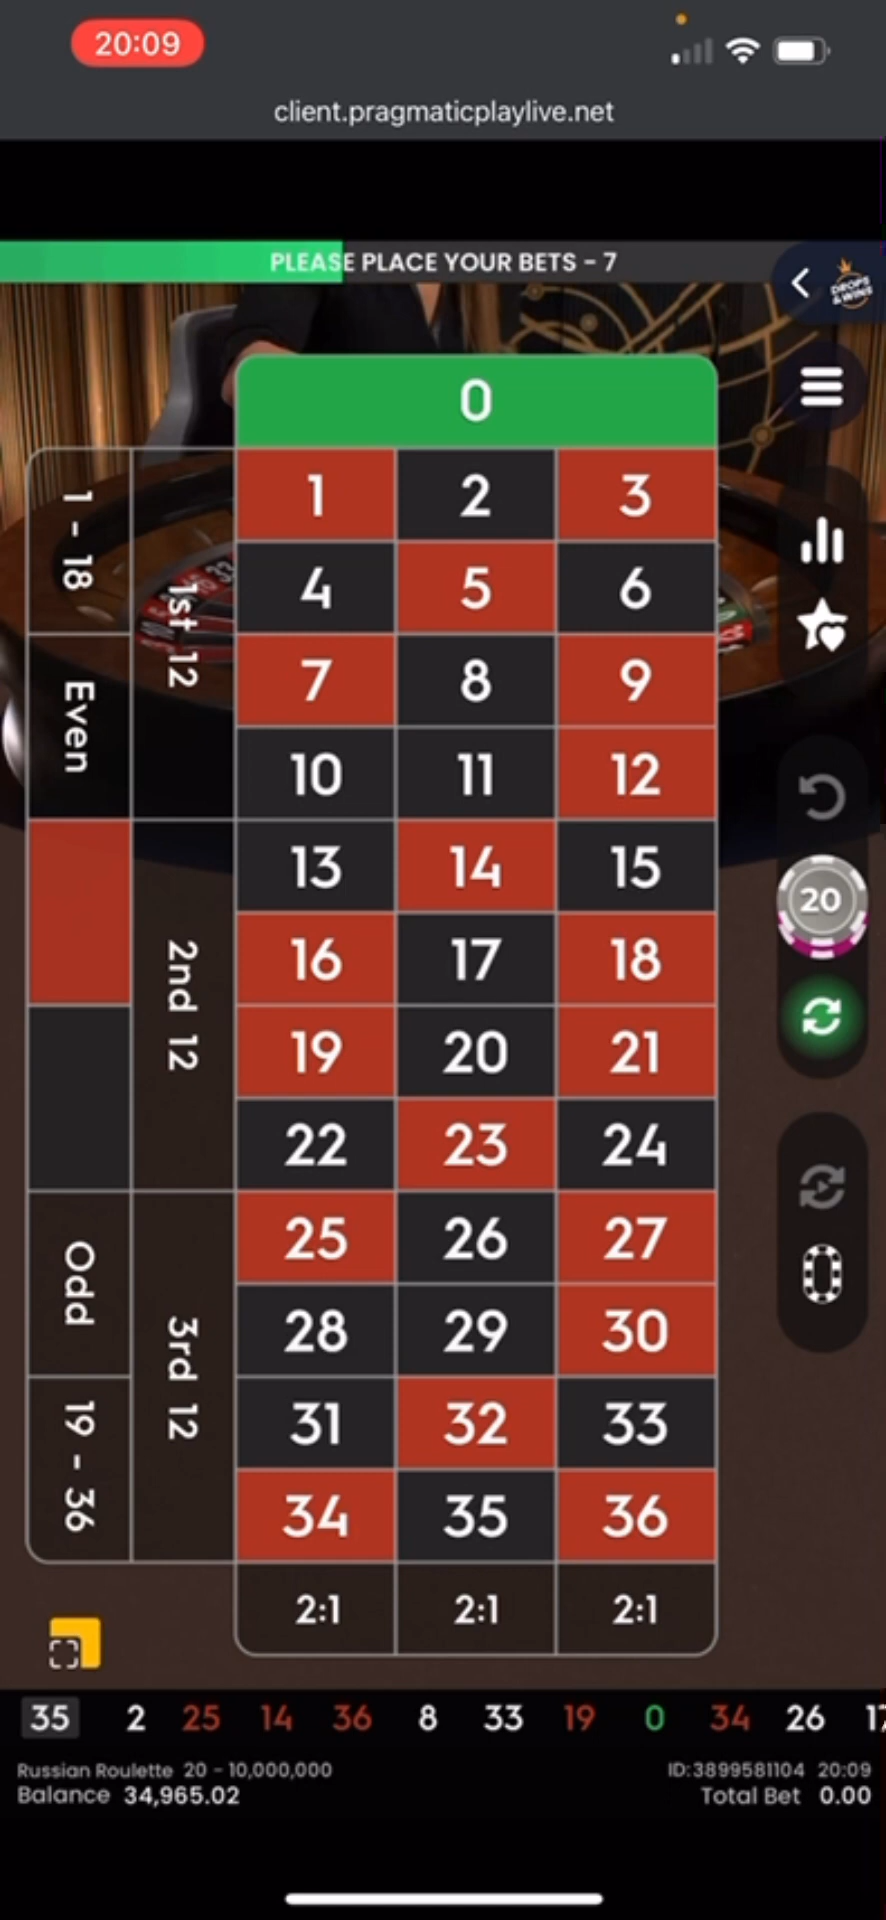 20:09
client.pragmaticplaylive.net
PLEASE PLACE YOUR BETS – 7
DROPS & WINS
0
1 2 3
4 5 6
7 8 9
10 11 12
13 14 15
16 17 18
19 20 21
22 23 24
25 26 27
28 29 30
31 32 33
34 35 36
2:1 2:1 2:1
1 - 18
Even
Odd
19 - 36
1st 12
2nd 12
3rd 12
20
35 2 25 14 36 8 33 19 0 34 26 17
Russian Roulette 20 - 10,000,000
Balance 34,965.02
ID:3899581104 20:09
Total Bet 0.00